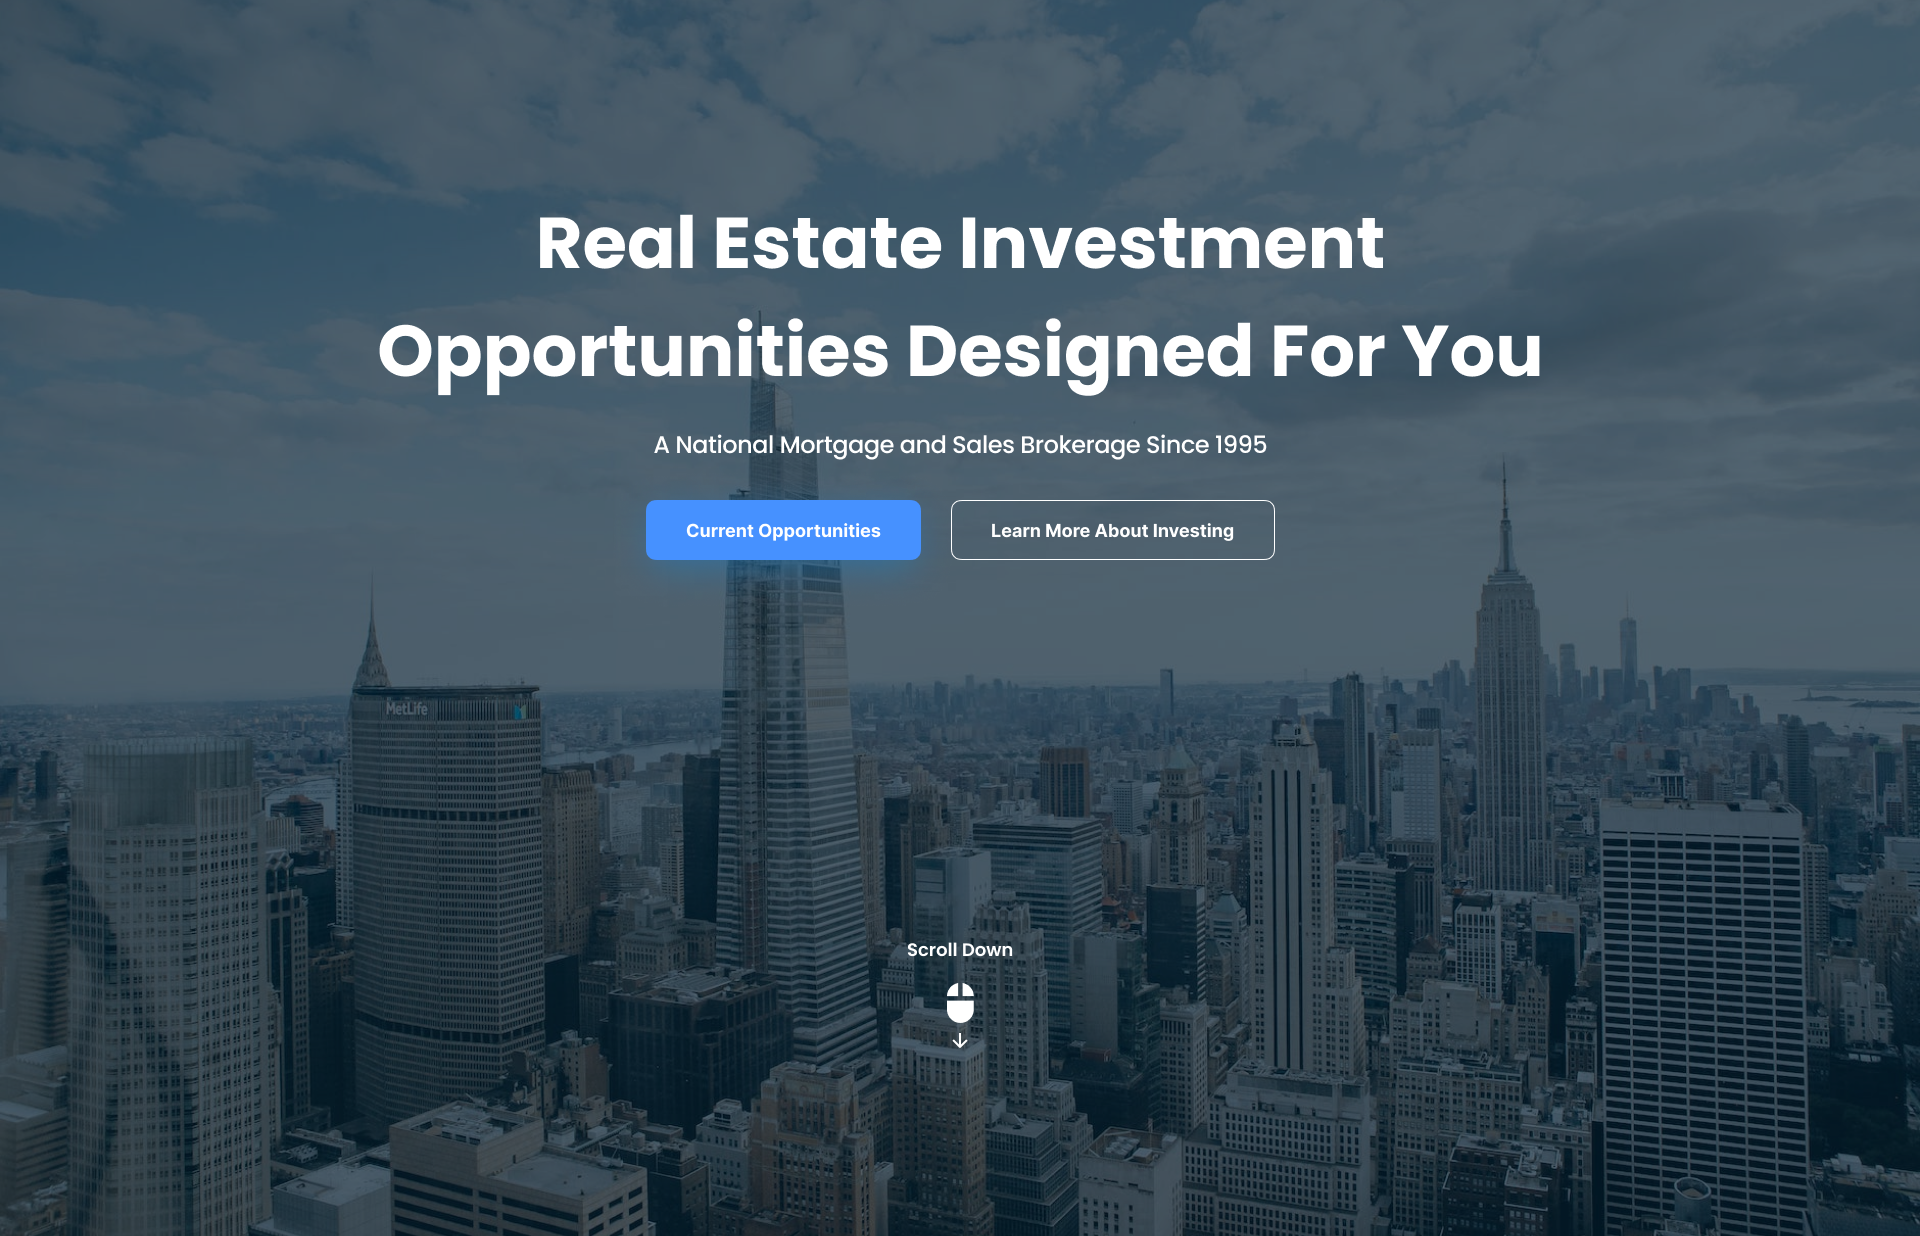 Real Estate Investment
Opportunities Designed For You
A National Mortgage and Sales Brokerage Since 1995
Current Opportunities
Learn More About Investing
MetLife
Scroll Down